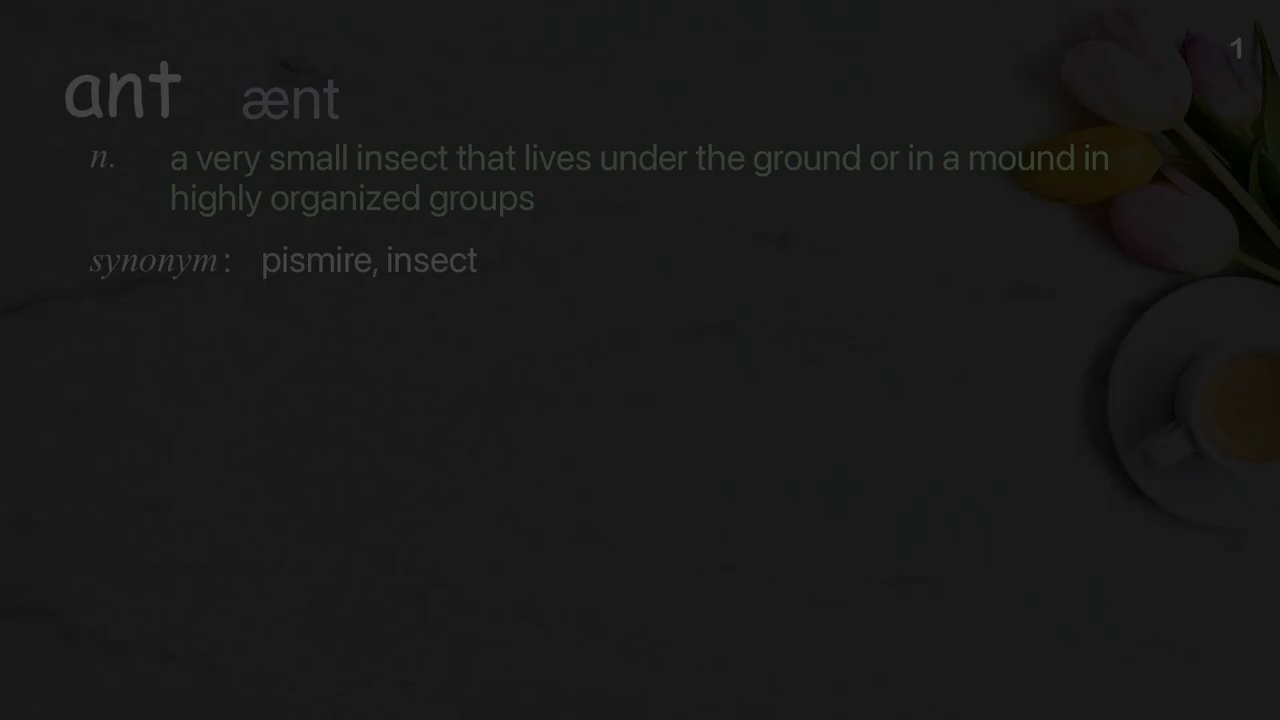 1
ant ænt
n. a very small insect that lives under the ground or in a mound in
highly organized groups
synonym: pismire, insect